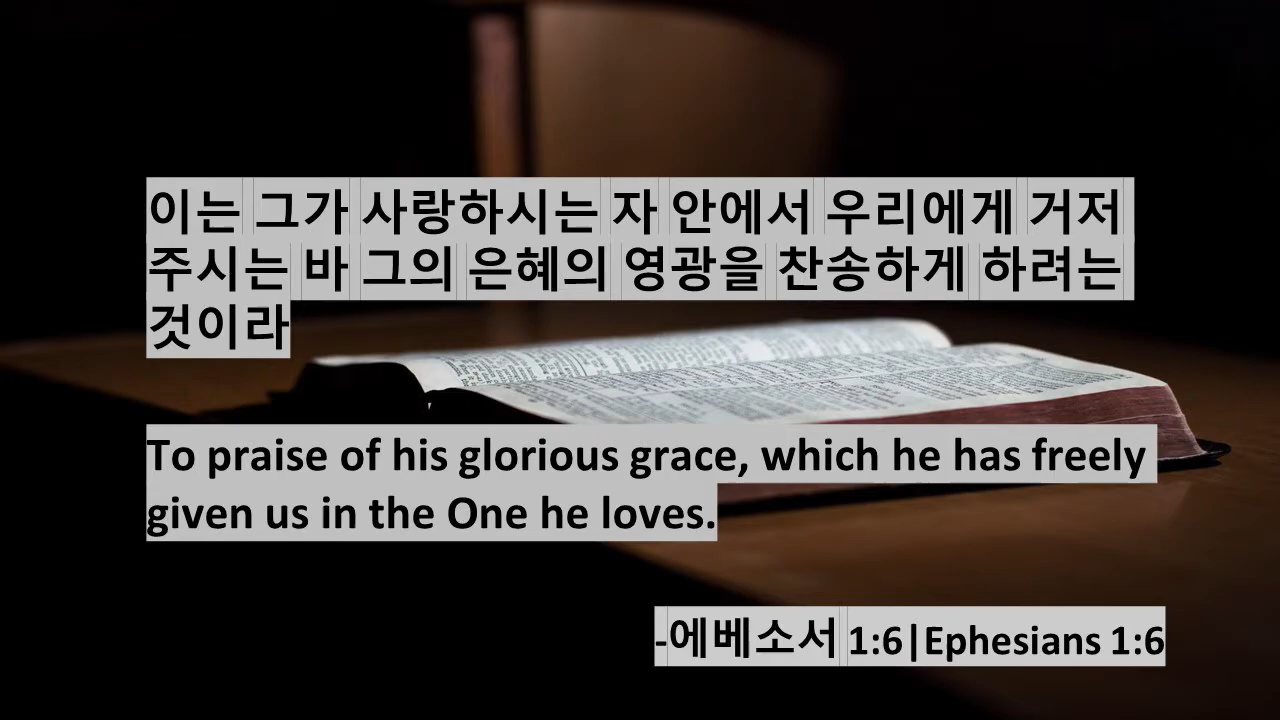 이는 그가 사랑하시는 자 안에서 우리에게 거저
주시는 바 그의 은혜의 영광을 찬송하게 하려는
것이라
To praise of his glorious grace, which he has freely
given us in the One he loves.
-에베소서 1:6|Ephesians 1:6